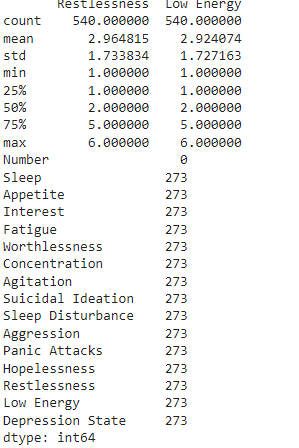 Restlessness Low Energy
count 540.000000 540.000000
mean 2.964815 2.924074
std 1.733834 1.727163
min 1.000000 1.000000
25% 1.000000 1.000000
50% 2.000000 2.000000
75% 5.000000 5.000000
max 6.000000 6.000000
Number 0
Sleep 273
Appetite 273
Interest 273
Fatigue 273
Worthlessness 273
Concentration 273
Agitation 273
Suicidal Ideation 273
Sleep Disturbance 273
Aggression 273
Panic Attacks 273
Hopelessness 273
Restlessness 273
Low Energy 273
Depression State 273
dtype: int64